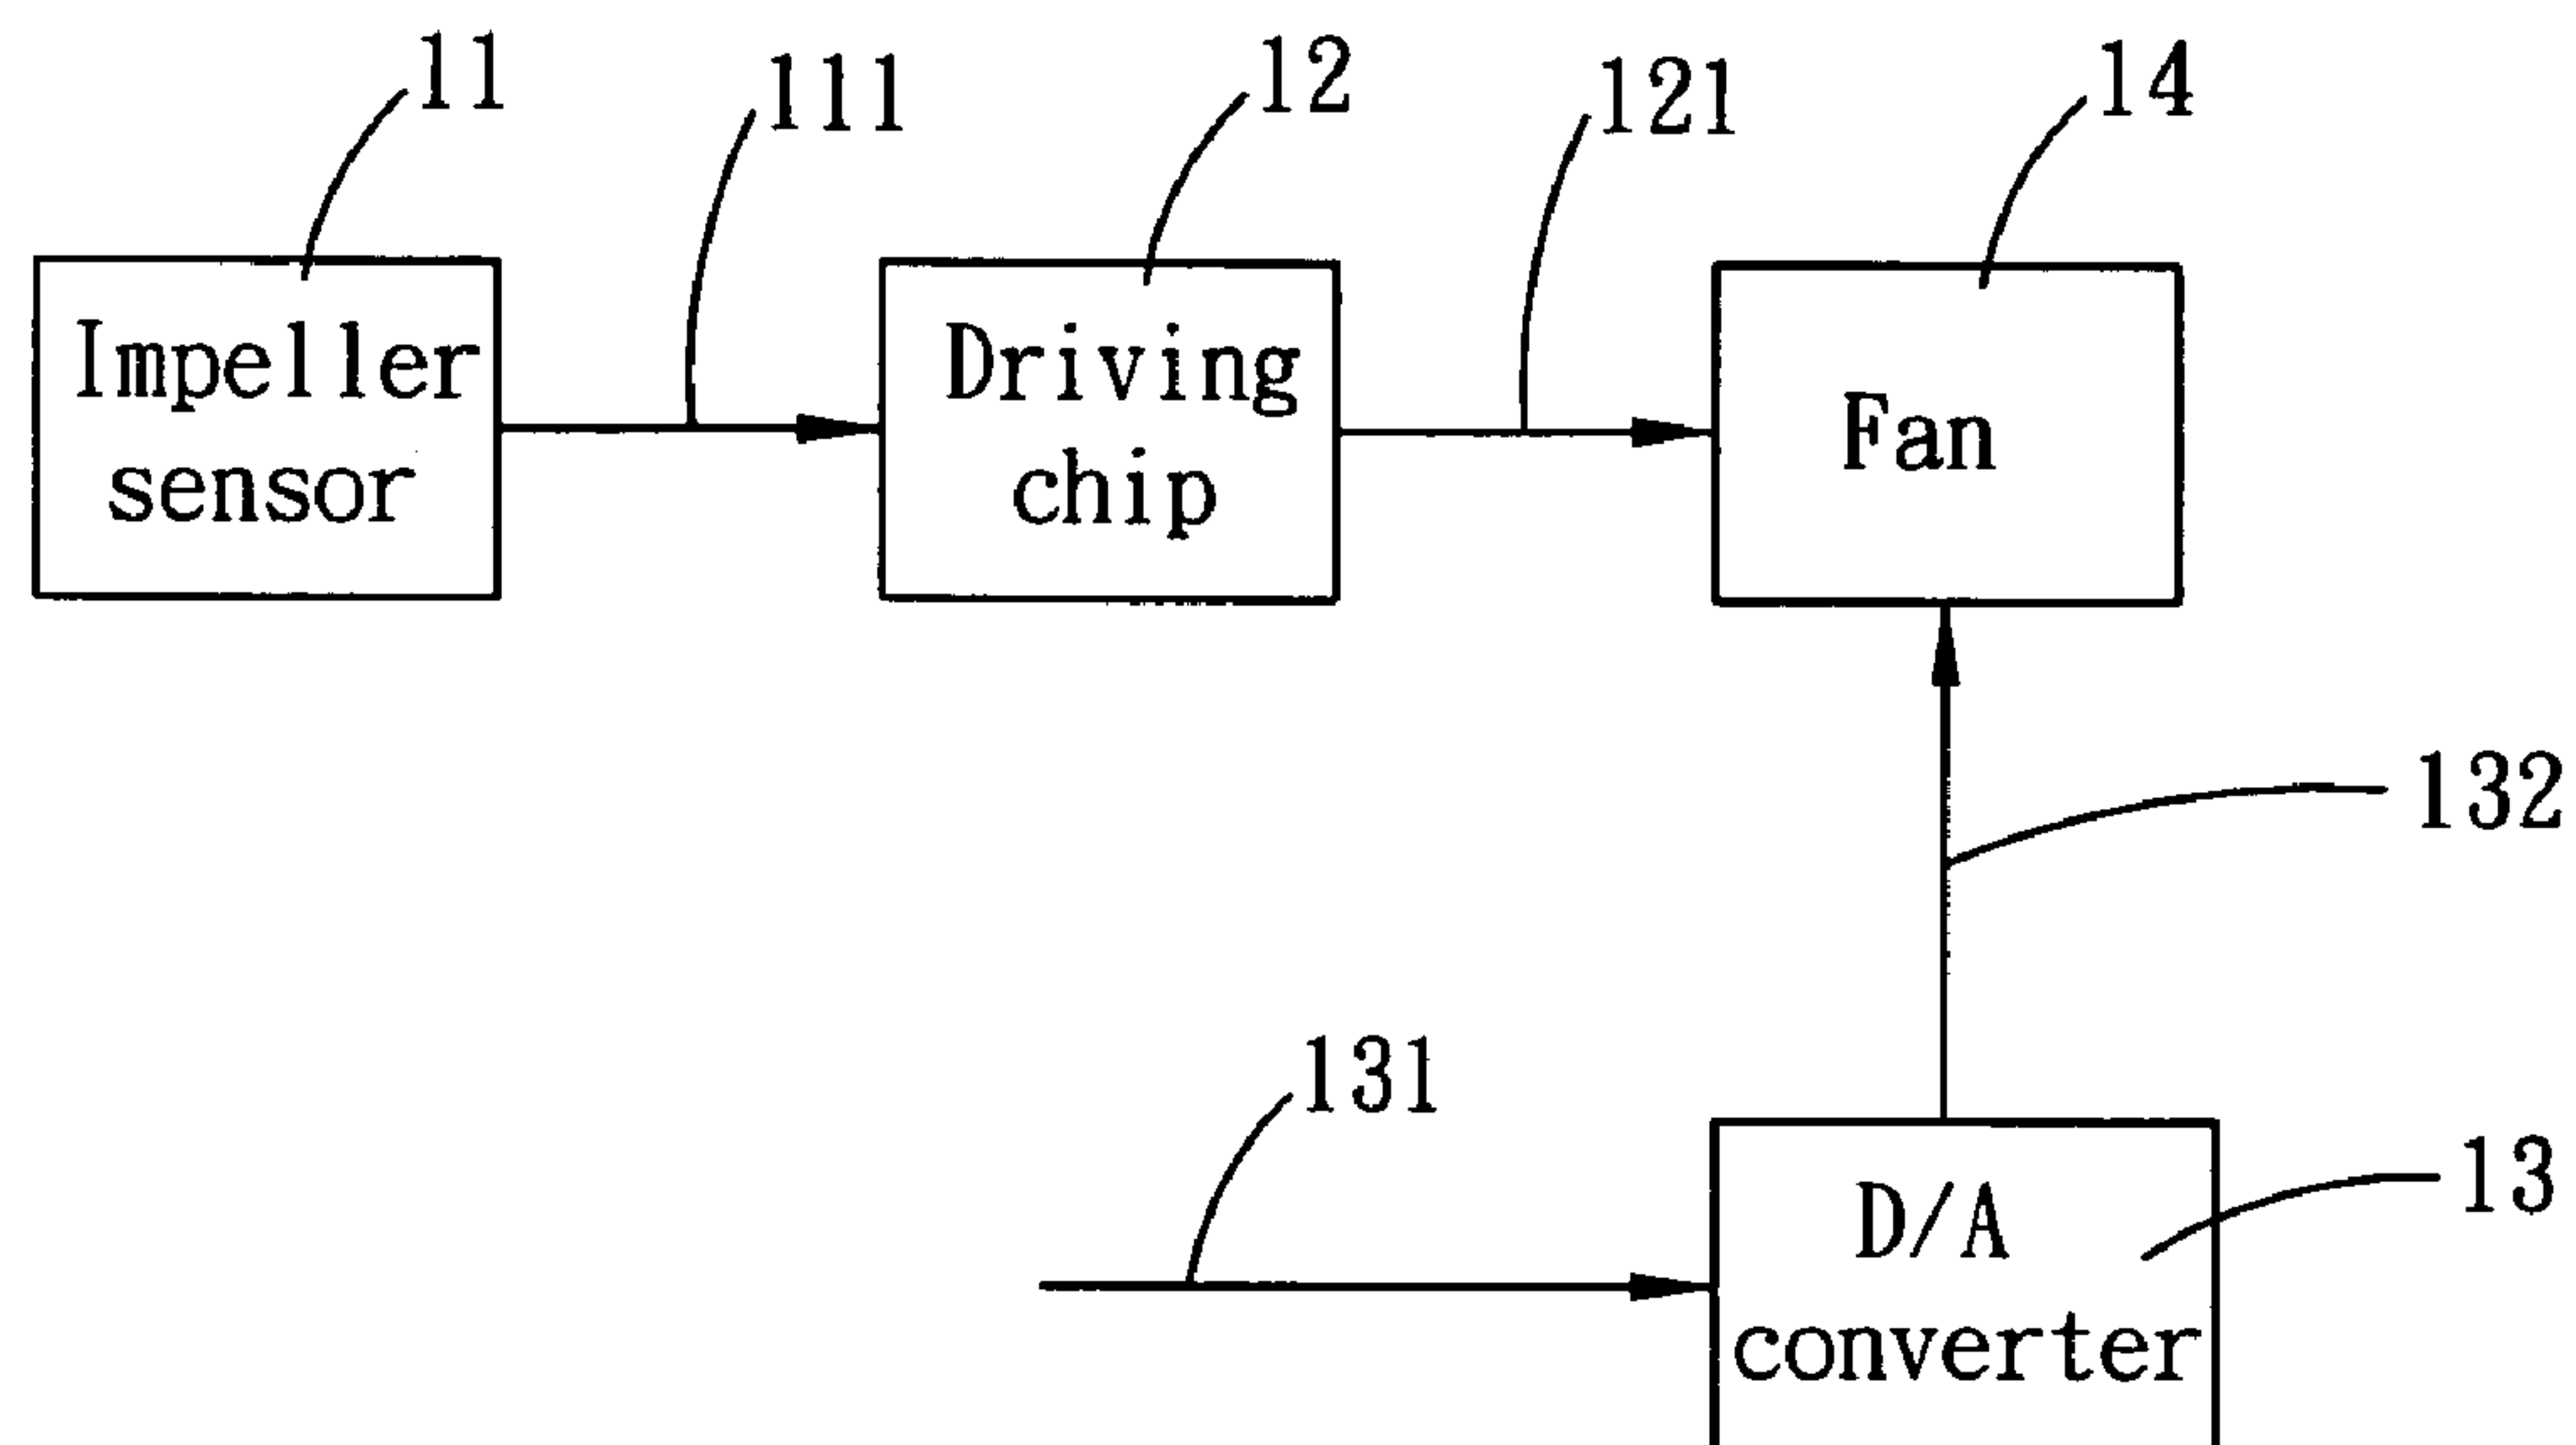 11
111
12
121
14
Impeller
sensor
Driving
chip
Fan
132
131
13
D/A
converter